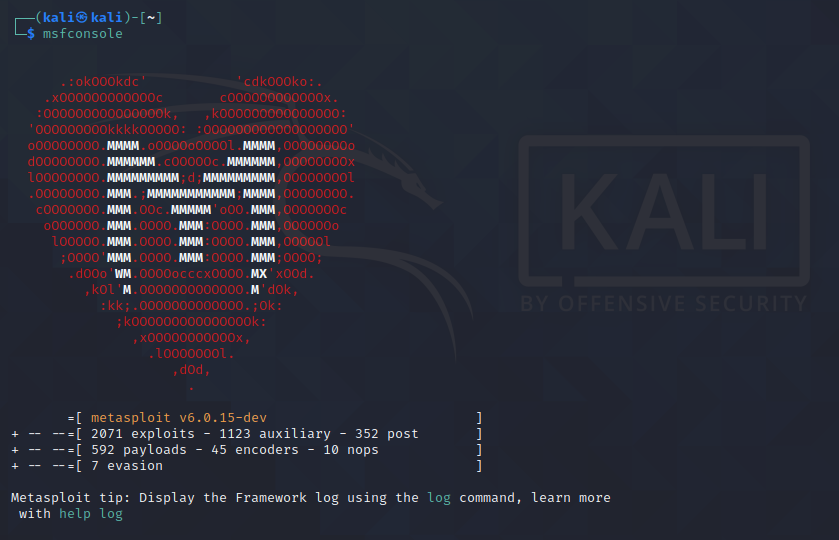 ┌──(kali㉿kali)-[~]
└─$ msfconsole
      .:okOOOkdc'           'cdkOOOko:.
    .xOOOOOOOOOOOOc       cOOOOOOOOOOOOx.
   :OOOOOOOOOOOOOOOk,   ,kOOOOOOOOOOOOOOO:
  'OOOOOOOOOkkkkOOOOO: :OOOOOOOOOOOOOOOOOO'
  oOOOOOOOO.MMMM.oOOOOoOOOOl.MMMM,OOOOOOOOo
  dOOOOOOOO.MMMMMM.cOOOOOc.MMMMMM,OOOOOOOOx
  lOOOOOOOO.MMMMMMMMM;d;MMMMMMMMM,OOOOOOOOl
  .OOOOOOOO.MMM.;MMMMMMMMMMM;MMMM,OOOOOOOO.
   cOOOOOOO.MMM.OOc.MMMMM'oOO.MMM,OOOOOOOc
    oOOOOOO.MMM.OOOO.MMM:OOOO.MMM,OOOOOOo
     lOOOOO.MMM.OOOO.MMM:OOOO.MMM,OOOOOl
      ;OOOO'MMM.OOOO.MMM:OOOO.MMM;OOOO;
       .dOOo'WM.OOOOocccxOOOO.MX'xOOd.
         ,kOl'M.OOOOOOOOOOOOO.M'dOk,
           :kk;.OOOOOOOOOOOOO.;Ok:
             ;kOOOOOOOOOOOOOOOk:
               ,xOOOOOOOOOOOx,
                 .lOOOOOOOl.
                    ,dOd,
                      .
KALI
BY OFFENSIVE SECURITY
       =[ metasploit v6.0.15-dev                          ]
+ -- --=[ 2071 exploits - 1123 auxiliary - 352 post       ]
+ -- --=[ 592 payloads - 45 encoders - 10 nops            ]
+ -- --=[ 7 evasion                                       ]
Metasploit tip: Display the Framework log using the log command, learn more
 with help log